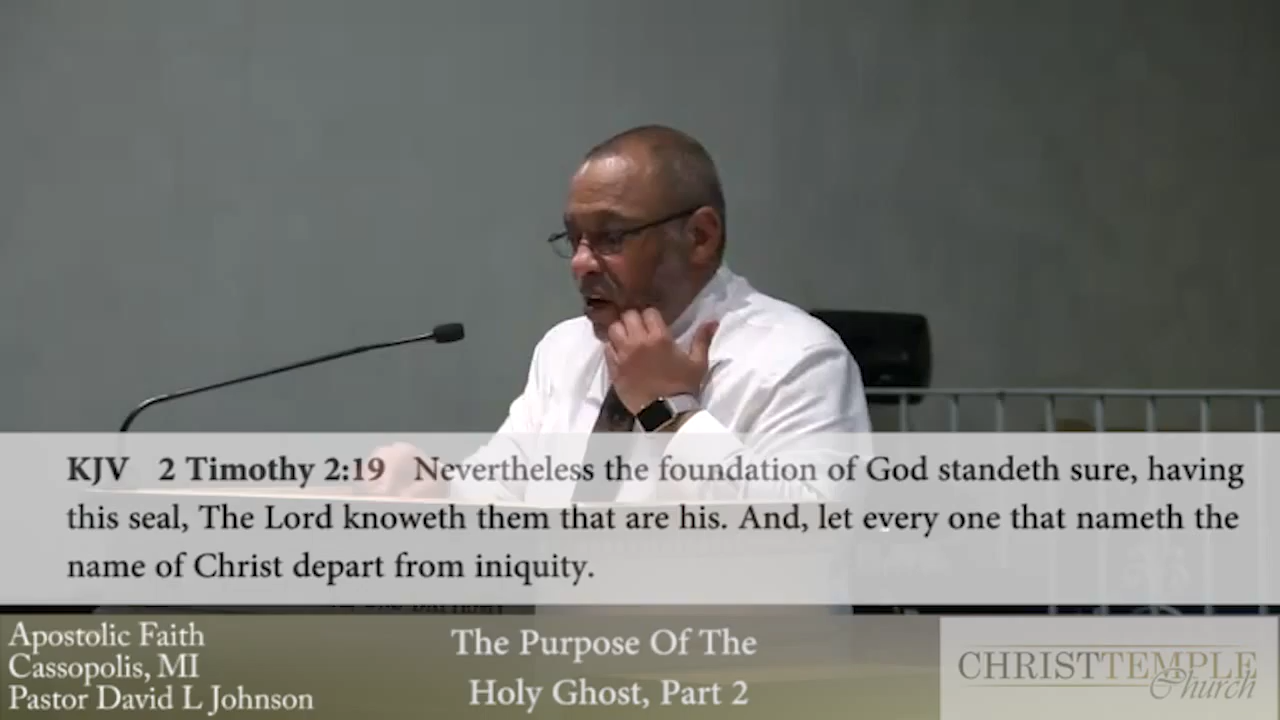 KJV 2 Timothy 2:19 Nevertheless the foundation of God standeth sure, having
this seal, The Lord knoweth them that are his. And, let every one that nameth the
name of Christ depart from iniquity.
Apostolic Faith
Cassopolis, MI
Pastor David L Johnson
The Purpose Of The
Holy Ghost, Part 2
CHRISTTEMPLE
Church